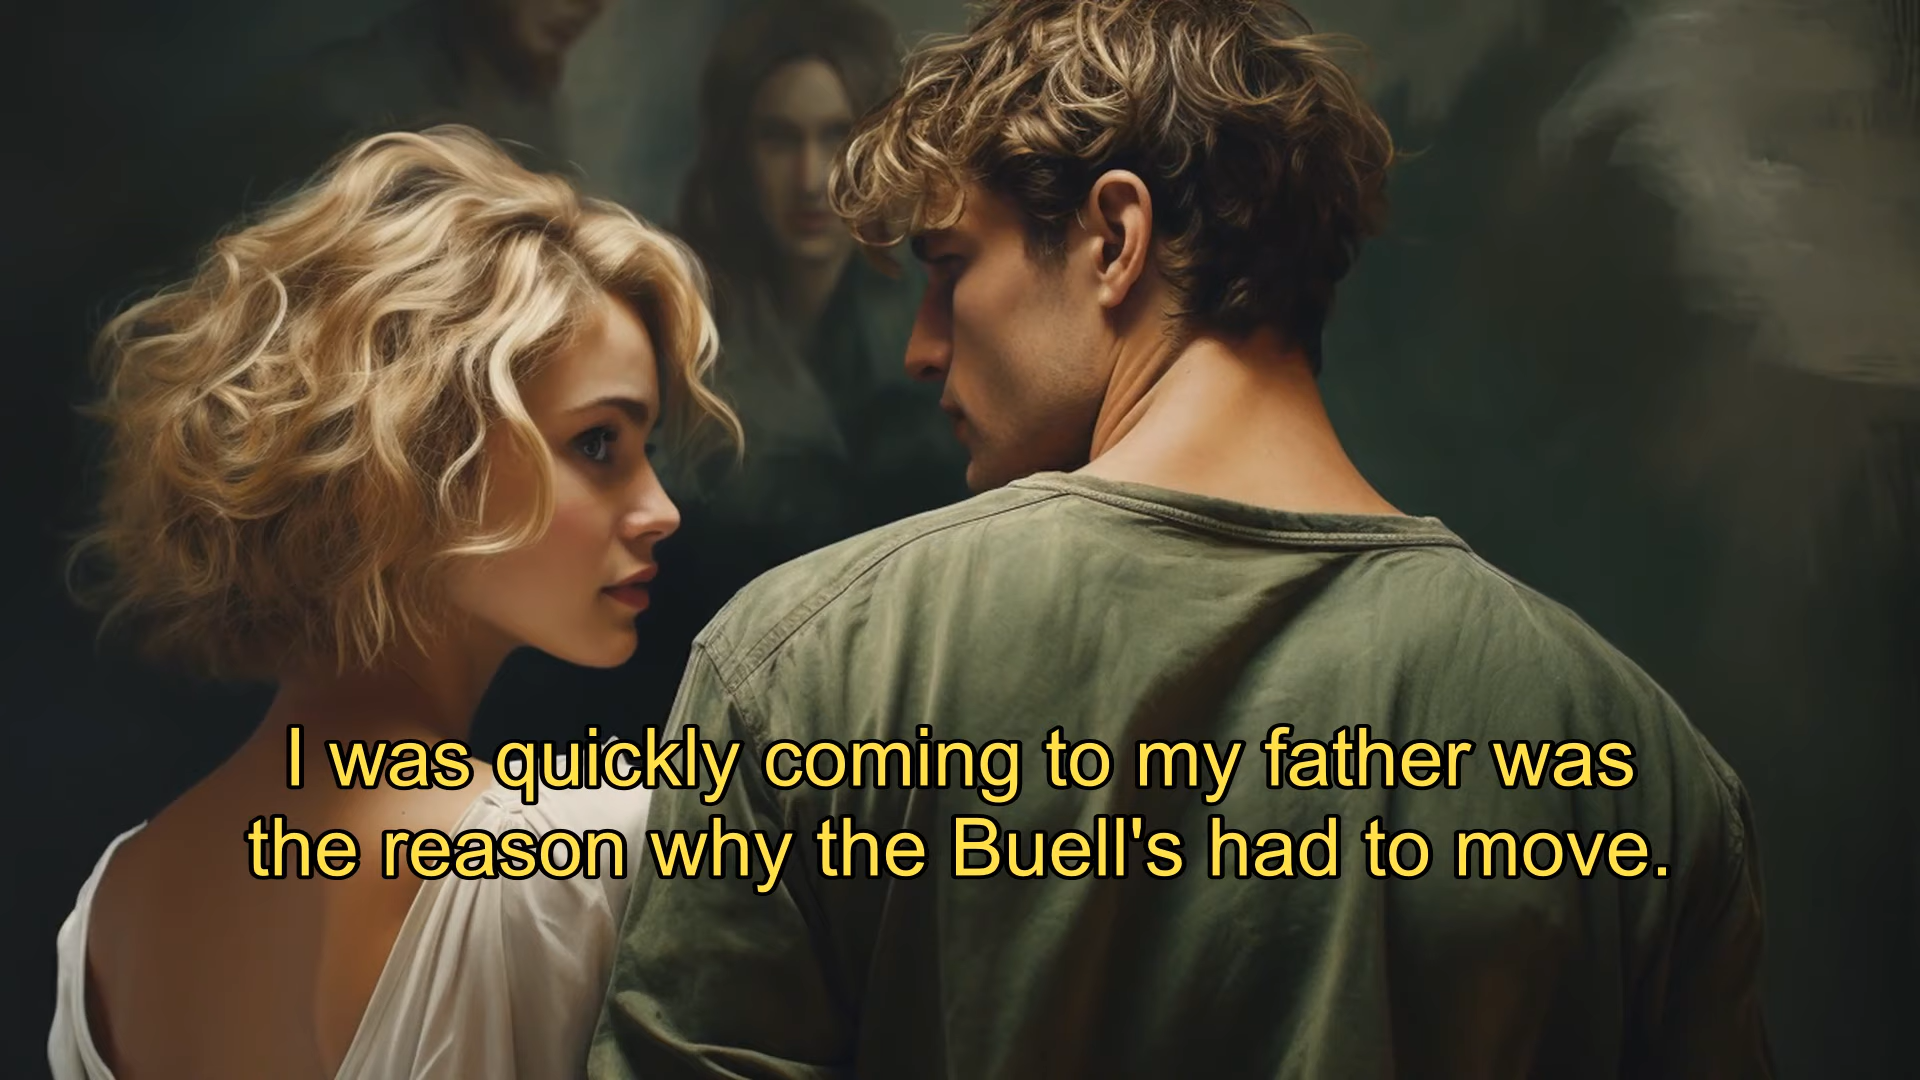 I was quickly coming to my father was
the reason why the Buell's had to move.